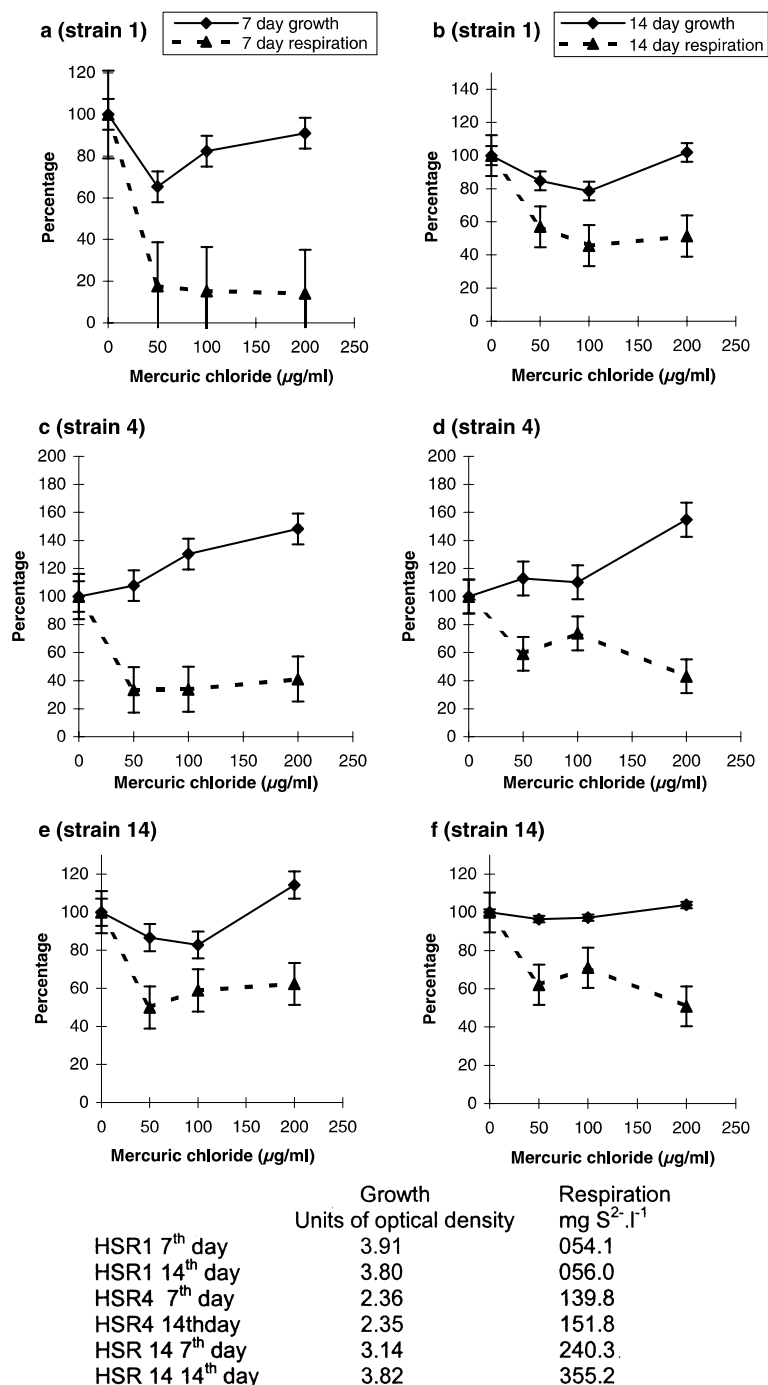 a (strain 1)
7 day growth
7 day respiration
b (strain 1)
14 day growth
14 day respiration
120
100
80
60
40
20
0
Percentage
0 50 100 150 200 250
Mercuric chloride (µg/ml)
140
120
100
80
60
40
20
0
Percentage
0 50 100 150 200 250
Mercuric chloride (µg/ml)
c (strain 4)
200
180
160
140
120
100
80
60
40
20
0
Percentage
0 50 100 150 200 250
Mercuric chloride (µg/ml)
d (strain 4)
200
180
160
140
120
100
80
60
40
20
0
Percentage
0 50 100 150 200 250
Mercuric chloride (µg/ml)
e (strain 14)
120
100
80
60
40
20
0
Percentage
0 50 100 150 200 250
Mercuric chloride (µg/ml)
f (strain 14)
120
100
80
60
40
20
0
Percentage
0 50 100 150 200 250
Mercuric chloride (µg/ml)
Growth Respiration
Units of optical density mg S²⁻.l⁻¹
HSR1 7th day 3.91 054.1
HSR1 14th day 3.80 056.0
HSR4 7th day 2.36 139.8
HSR4 14thday 2.35 151.8
HSR 14 7th day 3.14 240.3
HSR 14 14th day 3.82 355.2